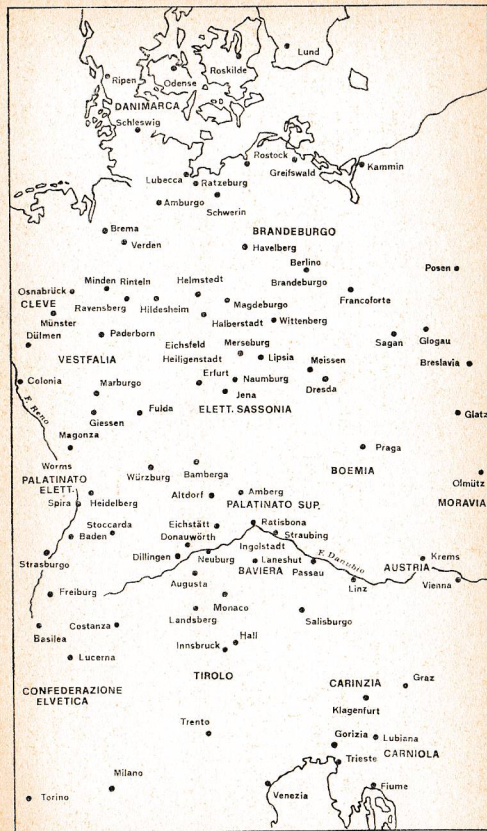 Lund
Roskilde
Ripen
Odense
DANIMARCA
Schleswig
Rostock
Greifswald
Kammin
Lubecca
Ratzeburg
Schwerin
Amburgo
Brema
Verden
BRANDEBURGO
Havelberg
Berlino
Brandeburgo
Posen
Osnabrück
Minden
Rinteln
Helmstedt
Francoforte
CLEVE
Ravensberg
Hildesheim
Magdeburgo
Münster
Halberstadt
Wittenberg
Dülmen
Paderborn
Sagan
Glogau
Eichsfeld
Merseburg
VESTFALIA
Heiligenstadt
Lipsia
Meissen
Breslavia
Colonia
Marburgo
Erfurt
Naumburg
Dresda
Jena
F. Reno
Giessen
Fulda
ELETT. SASSONIA
Glatz
Magonza
Praga
Worms
Würzburg
Bamberga
BOEMIA
PALATINATO
ELETT.
Olmütz
Heidelberg
Altdorf
Amberg
Spira
PALATINATO SUP.
MORAVIA
Stoccarda
Eichstätt
Ratisbona
Baden
Donauwörth
Straubing
Ingolstadt
Strasburgo
Dillingen
Neuburg
Laneshut
F. Danubio
Krems
BAVIERA
Passau
AUSTRIA
Augusta
Linz
Vienna
Freiburg
Monaco
Landsberg
Salisburgo
Basilea
Costanza
Hall
Innsbruck
Lucerna
TIROLO
CARINZIA
Graz
CONFEDERAZIONE
ELVETICA
Klagenfurt
Trento
Gorizia
Lubiana
CARNIOLA
Trieste
Milano
Fiume
Torino
Venezia